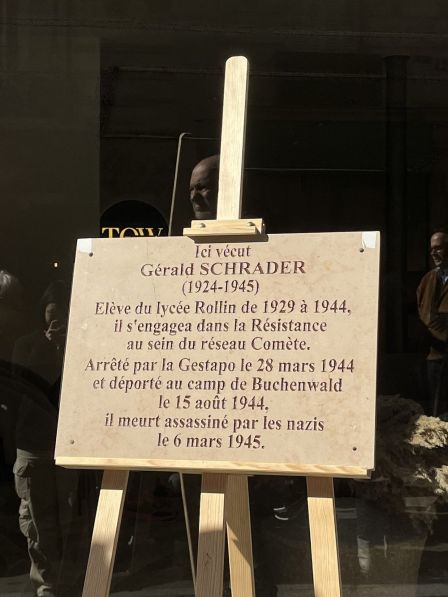 TOW
Ici vécut
Gérald SCHRADER
(1924-1945)
Elève du lycée Rollin de 1929 à 1944,
il s'engagea dans la Résistance
au sein du réseau Comète.
Arrêté par la Gestapo le 28 mars 1944
et déporté au camp de Buchenwald
le 15 août 1944,
il meurt assassiné par les nazis
le 6 mars 1945.